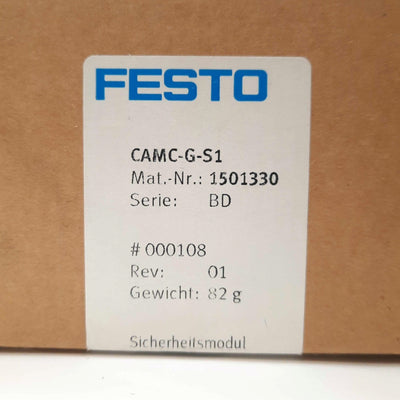 FESTO
CAMC-G-S1
Mat.-Nr.: 1501330
Serie: BD
# 000108
Rev: 01
Gewicht: 82 g
Sicherheitsmodul